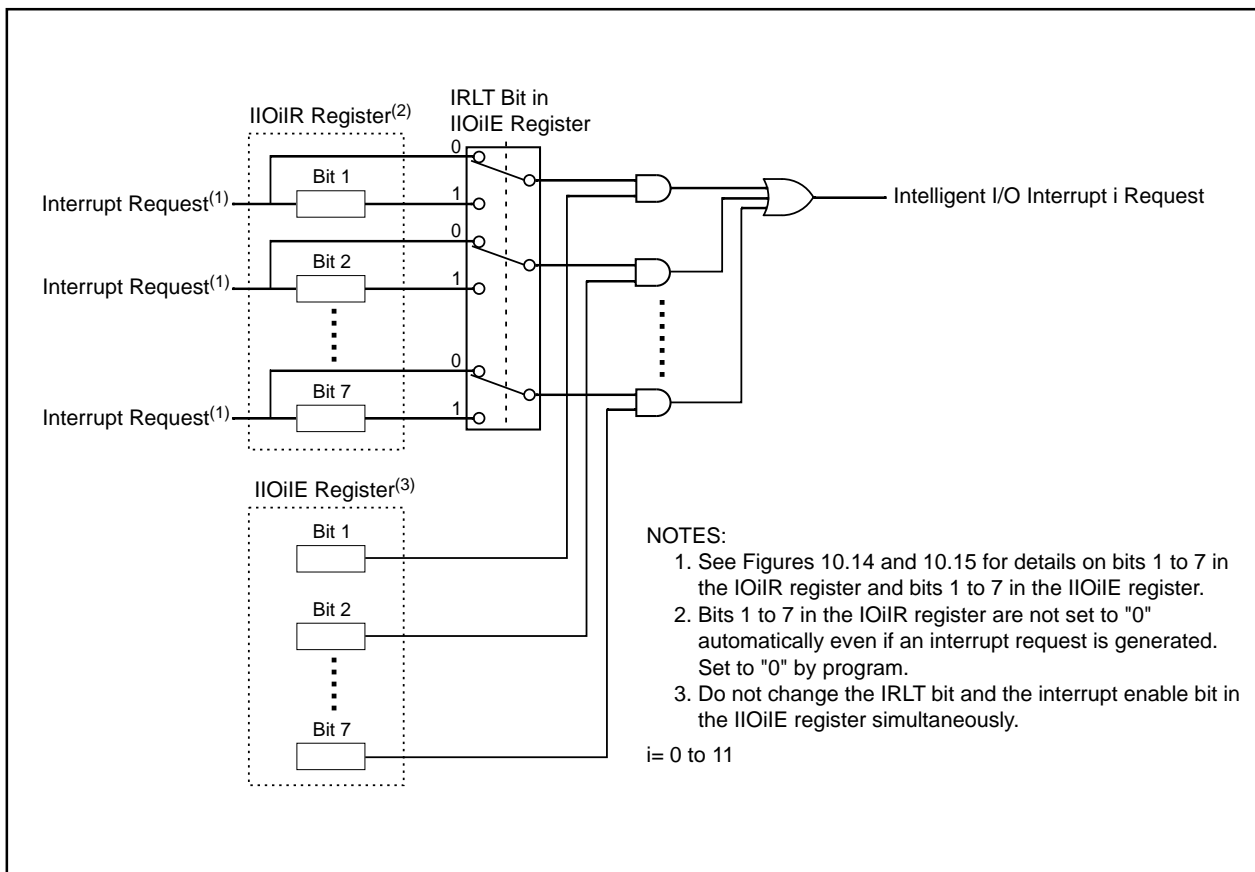 IIOiIR Register(2)
IRLT Bit in
IIOiIE Register
0
Bit 1
Interrupt Request(1)
1
Intelligent I/O Interrupt i Request
0
Bit 2
Interrupt Request(1)
1
0
Bit 7
Interrupt Request(1)
1
IIOiIE Register(3)
Bit 1
Bit 2
Bit 7
NOTES:
1. See Figures 10.14 and 10.15 for details on bits 1 to 7 in
the IOiIR register and bits 1 to 7 in the IIOiIE register.
2. Bits 1 to 7 in the IOiIR register are not set to "0"
automatically even if an interrupt request is generated.
Set to "0" by program.
3. Do not change the IRLT bit and the interrupt enable bit in
the IIOiIE register simultaneously.
i= 0 to 11